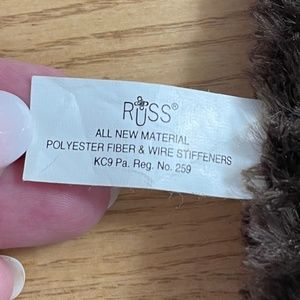 RUSS®
ALL NEW MATERIAL
POLYESTER FIBER & WIRE STIFFENERS
KC9 Pa. Reg. No. 259